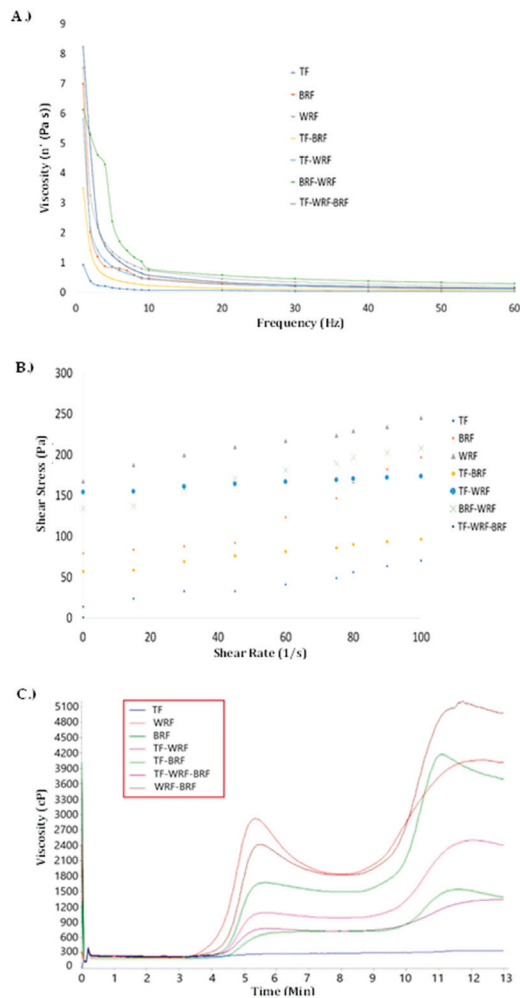 A.)
9
8
7
6
5
4
3
2
1
0
Viscosity (n' (Pa s))
TF
BRF
WRF
TF-BRF
TF-WRF
BRF-WRF
TF-WRF-BRF
0 10 20 30 40 50 60
Frequency (Hz)
B.)
300
250
200
150
100
50
0
Shear Stress (Pa)
TF
BRF
WRF
TF-BRF
TF-WRF
BRF-WRF
TF-WRF-BRF
0 20 40 60 80 100
Shear Rate (1/s)
C.)
5100
4800
4500
4200
3900
3600
3300
3000
2700
2400
2100
1800
1500
1200
900
600
300
0
Viscosity (cP)
TF
WRF
BRF
TF-WRF
TF-BRF
TF-WRF-BRF
WRF-BRF
0 1 2 3 4 5 6 7 8 9 10 11 12 13
Time (Min)